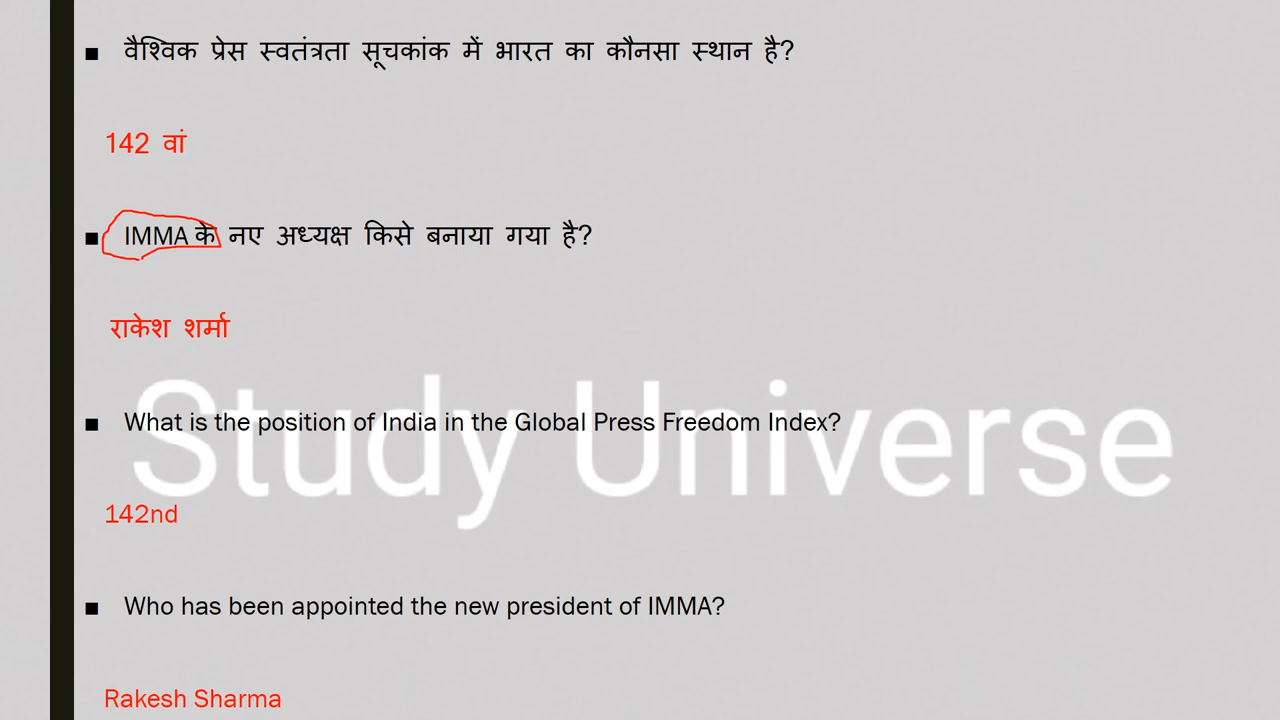 वैश्विक प्रेस स्वतंत्रता सूचकांक में भारत का कौनसा स्थान है?
142 वां
IMMA के नए अध्यक्ष किसे बनाया गया है?
राकेश शर्मा
Study Universe
What is the position of India in the Global Press Freedom Index?
142nd
Who has been appointed the new president of IMMA?
Rakesh Sharma